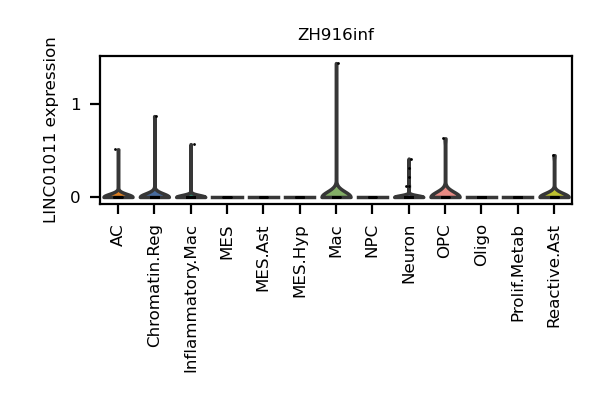 ZH916inf
LINC01011 expression
1
0
AC
Chromatin.Reg
Inflammatory.Mac
MES
MES.Ast
MES.Hyp
Mac
NPC
Neuron
OPC
Oligo
Prolif.Metab
Reactive.Ast